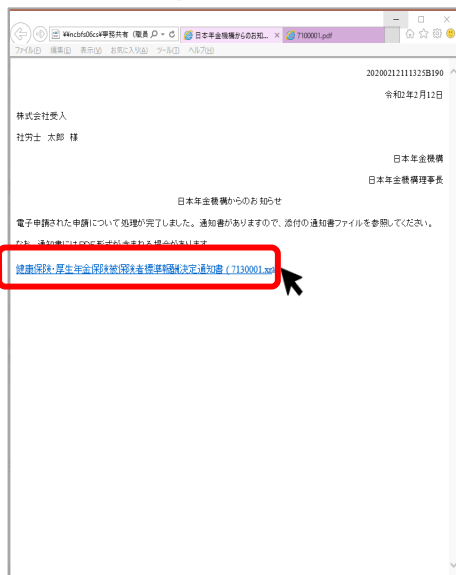 ¥¥incbfs06cs¥事務共有 (職員 日本年金機構からのお知... × 7100001.pdf
ファイル(F) 編集(E) 表示(V) お気に入り(A) ツール(T) ヘルプ(H)
20200212111325B190
令和2年2月12日
株式会社受入
社労士 太郎 様
日本年金機構
日本年金機構理事長
日本年金機構からのお知らせ
電子申請された申請について処理が完了しました。通知書がありますので、添付の通知書ファイルを参照してください。
なお、通知書にはPDF形式が含まれる場合があります。
健康保険・厚生年金保険被保険者標準報酬決定通知書 ( 7130001.xml